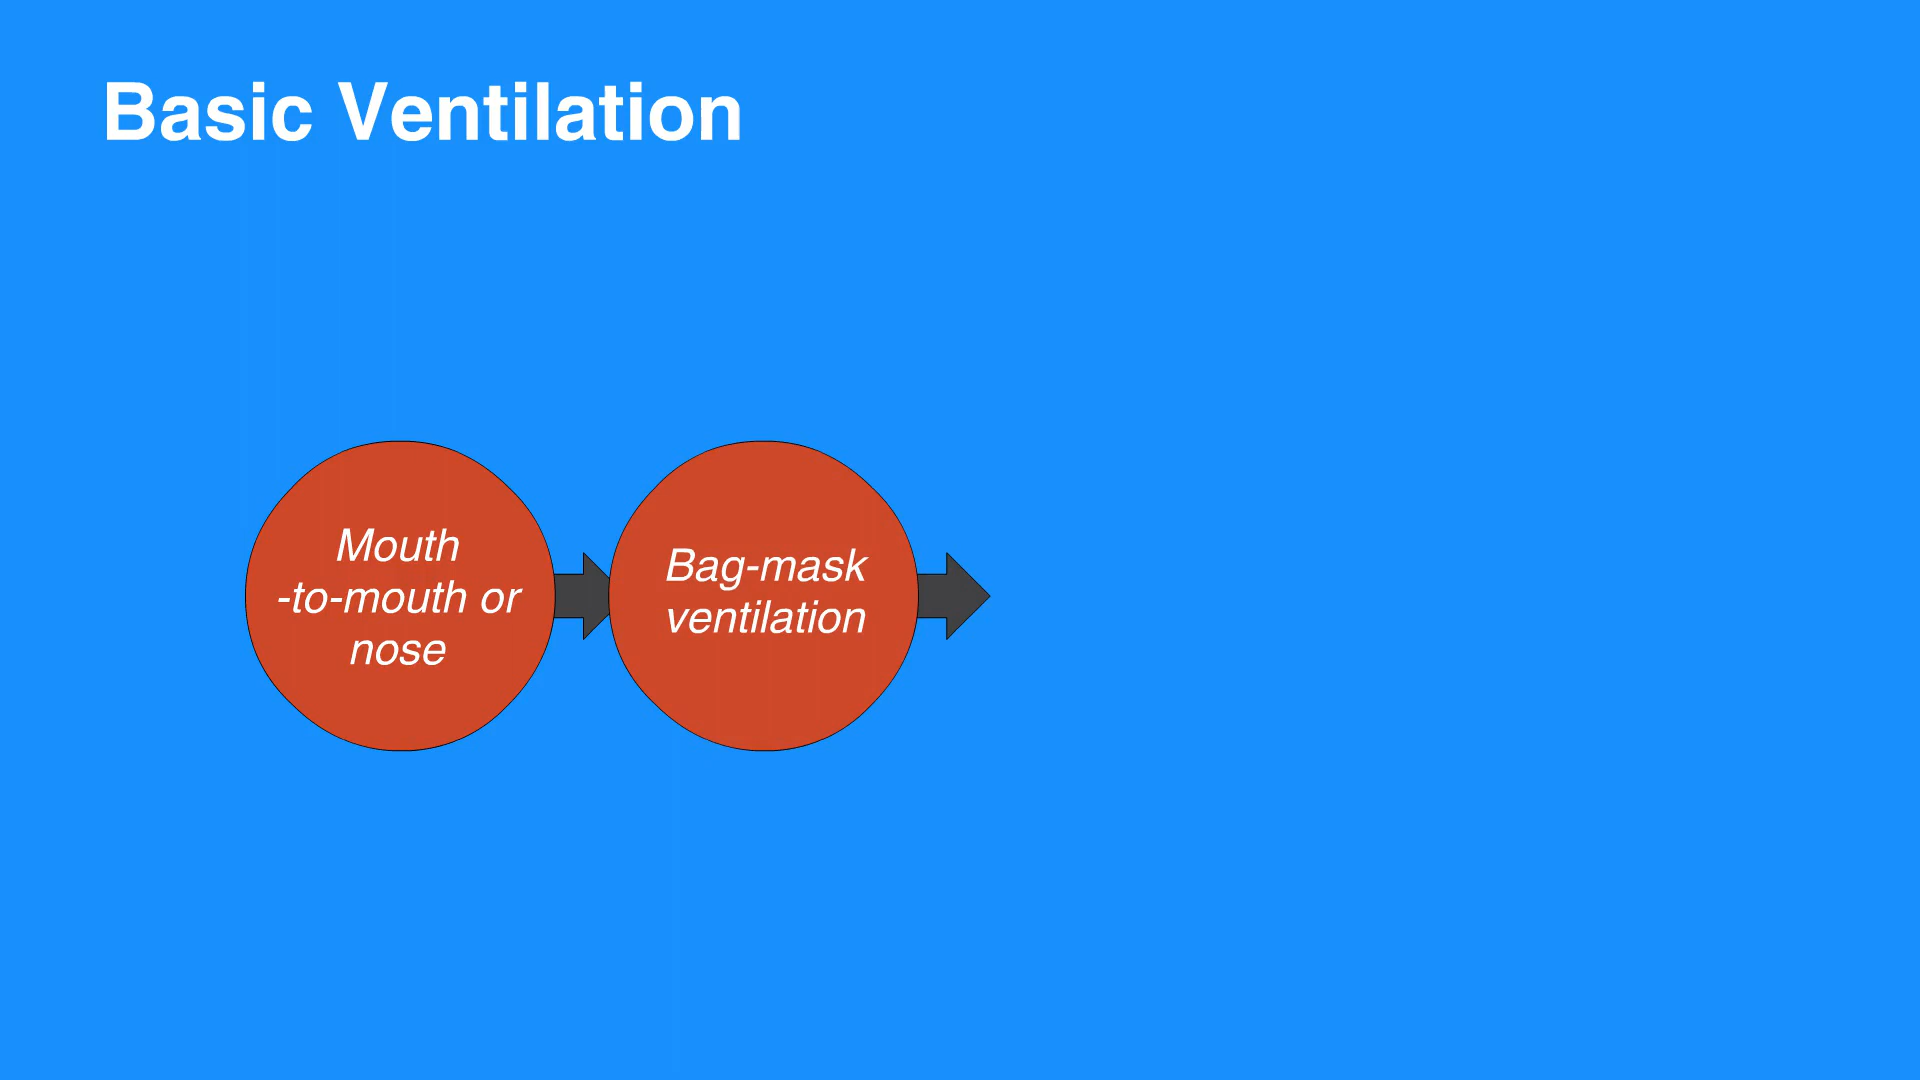 Basic Ventilation
Mouth
-to-mouth or
nose
Bag-mask
ventilation